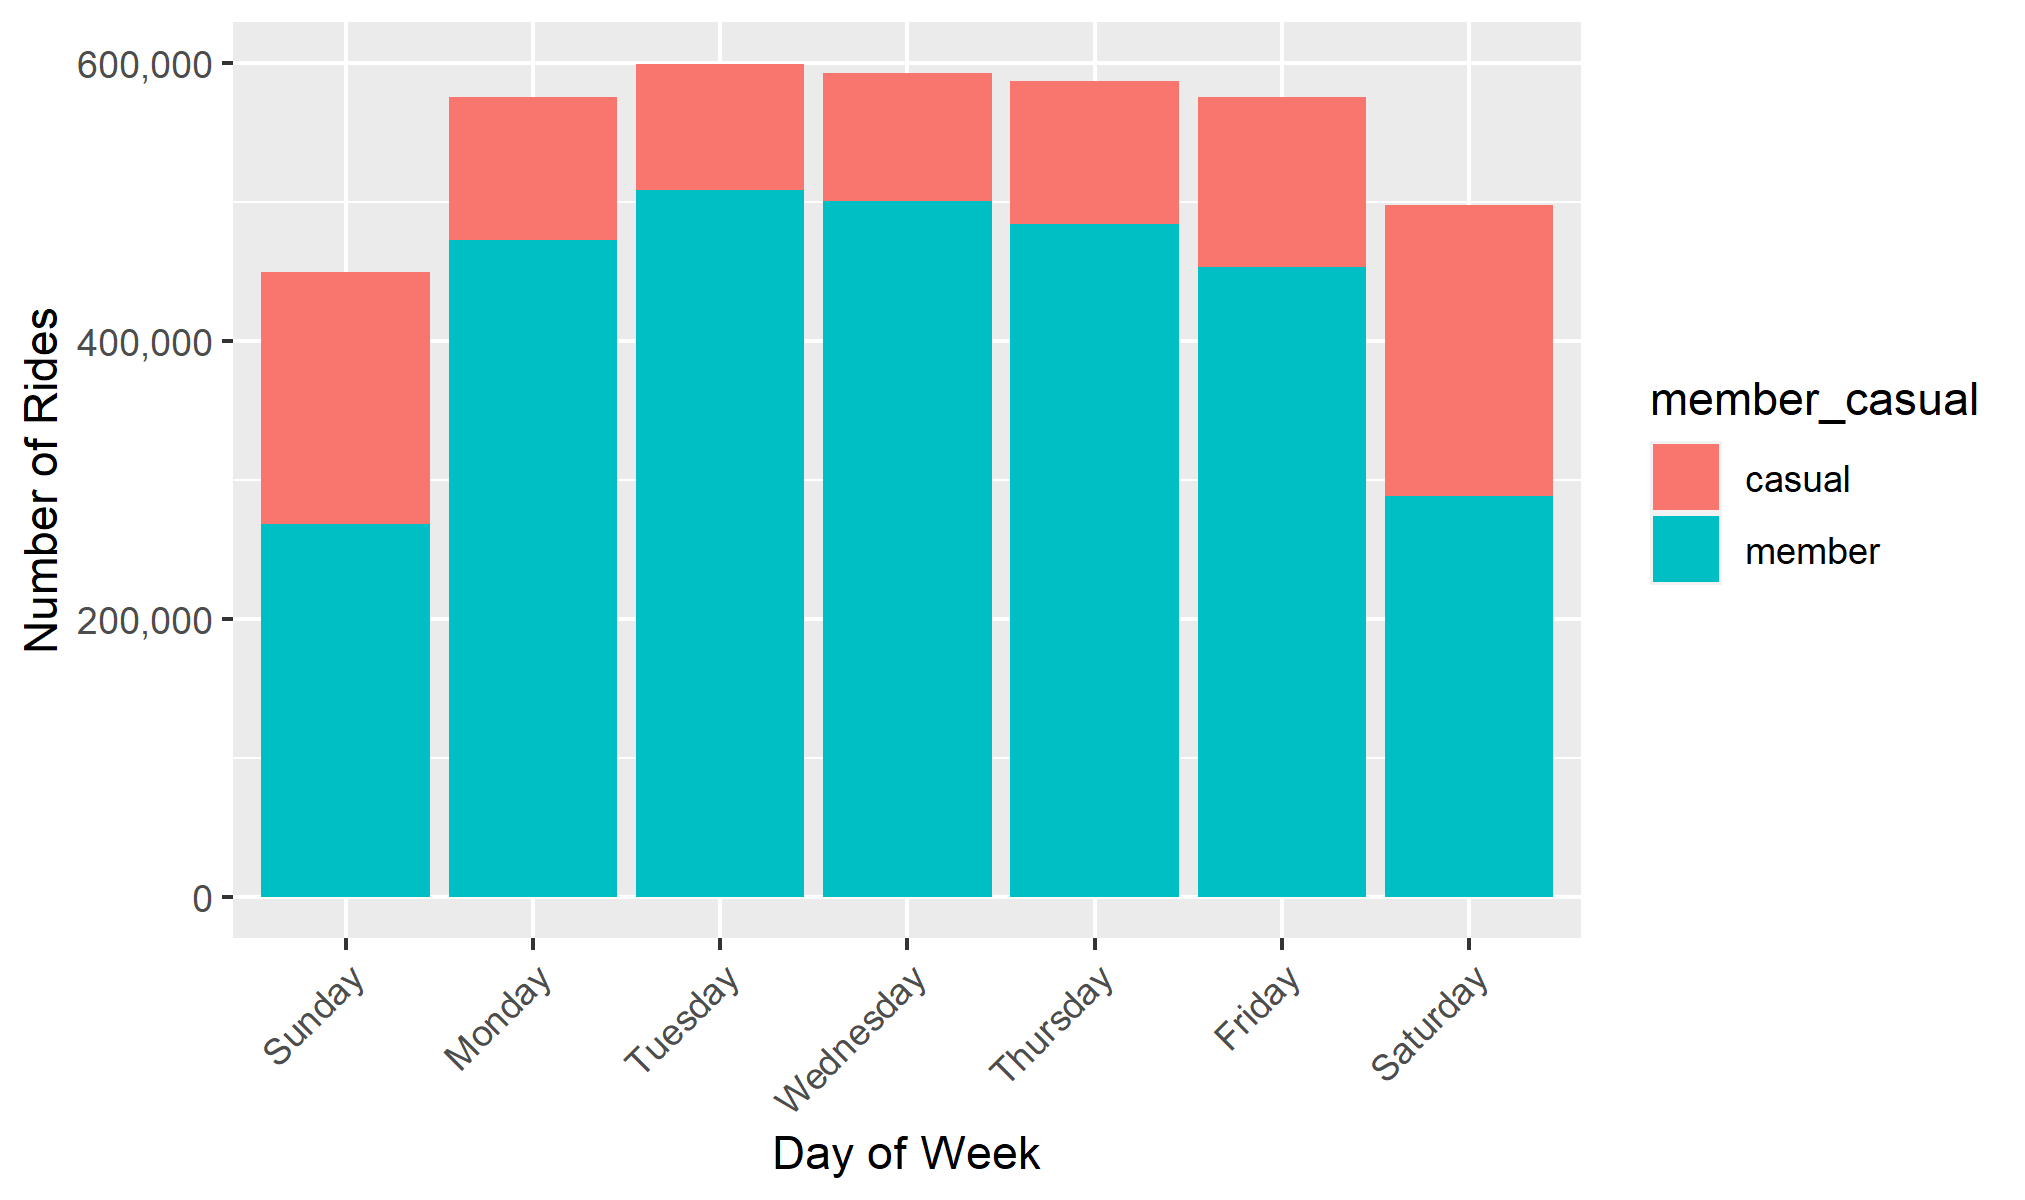 600,000
400,000
200,000
0
Number of Rides
Sunday
Monday
Tuesday
Wednesday
Thursday
Friday
Saturday
Day of Week
member_casual
casual
member